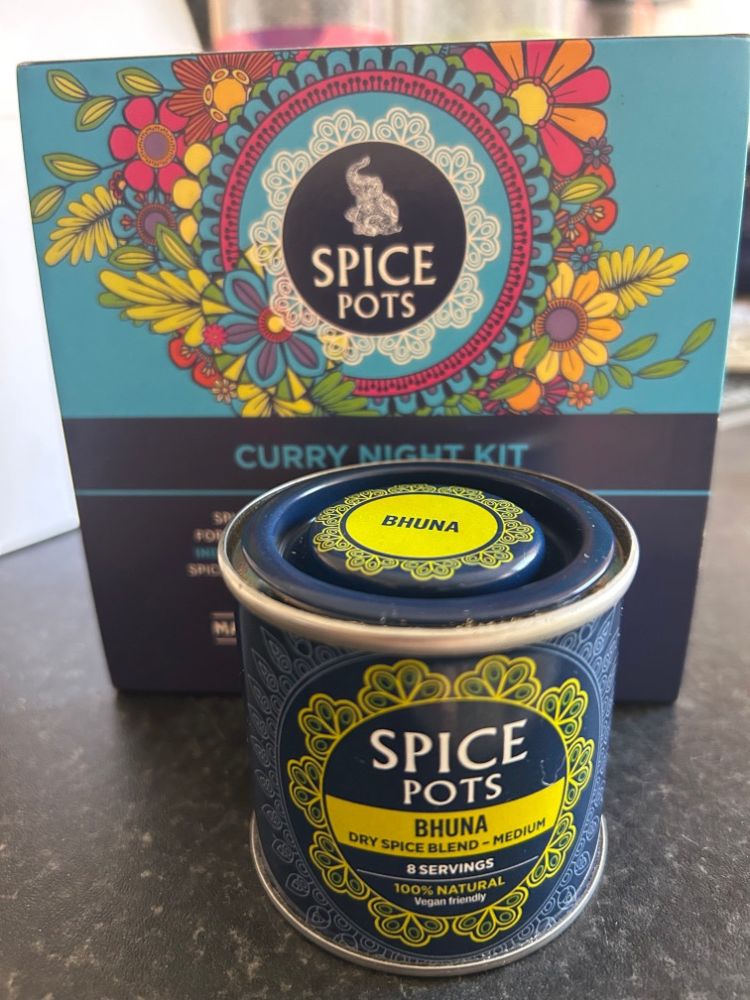 SPICE
POTS
CURRY NIGHT KIT
BHUNA
SPICE
POTS
BHUNA
DRY SPICE BLEND – MEDIUM
8 SERVINGS
100% NATURAL
Vegan friendly